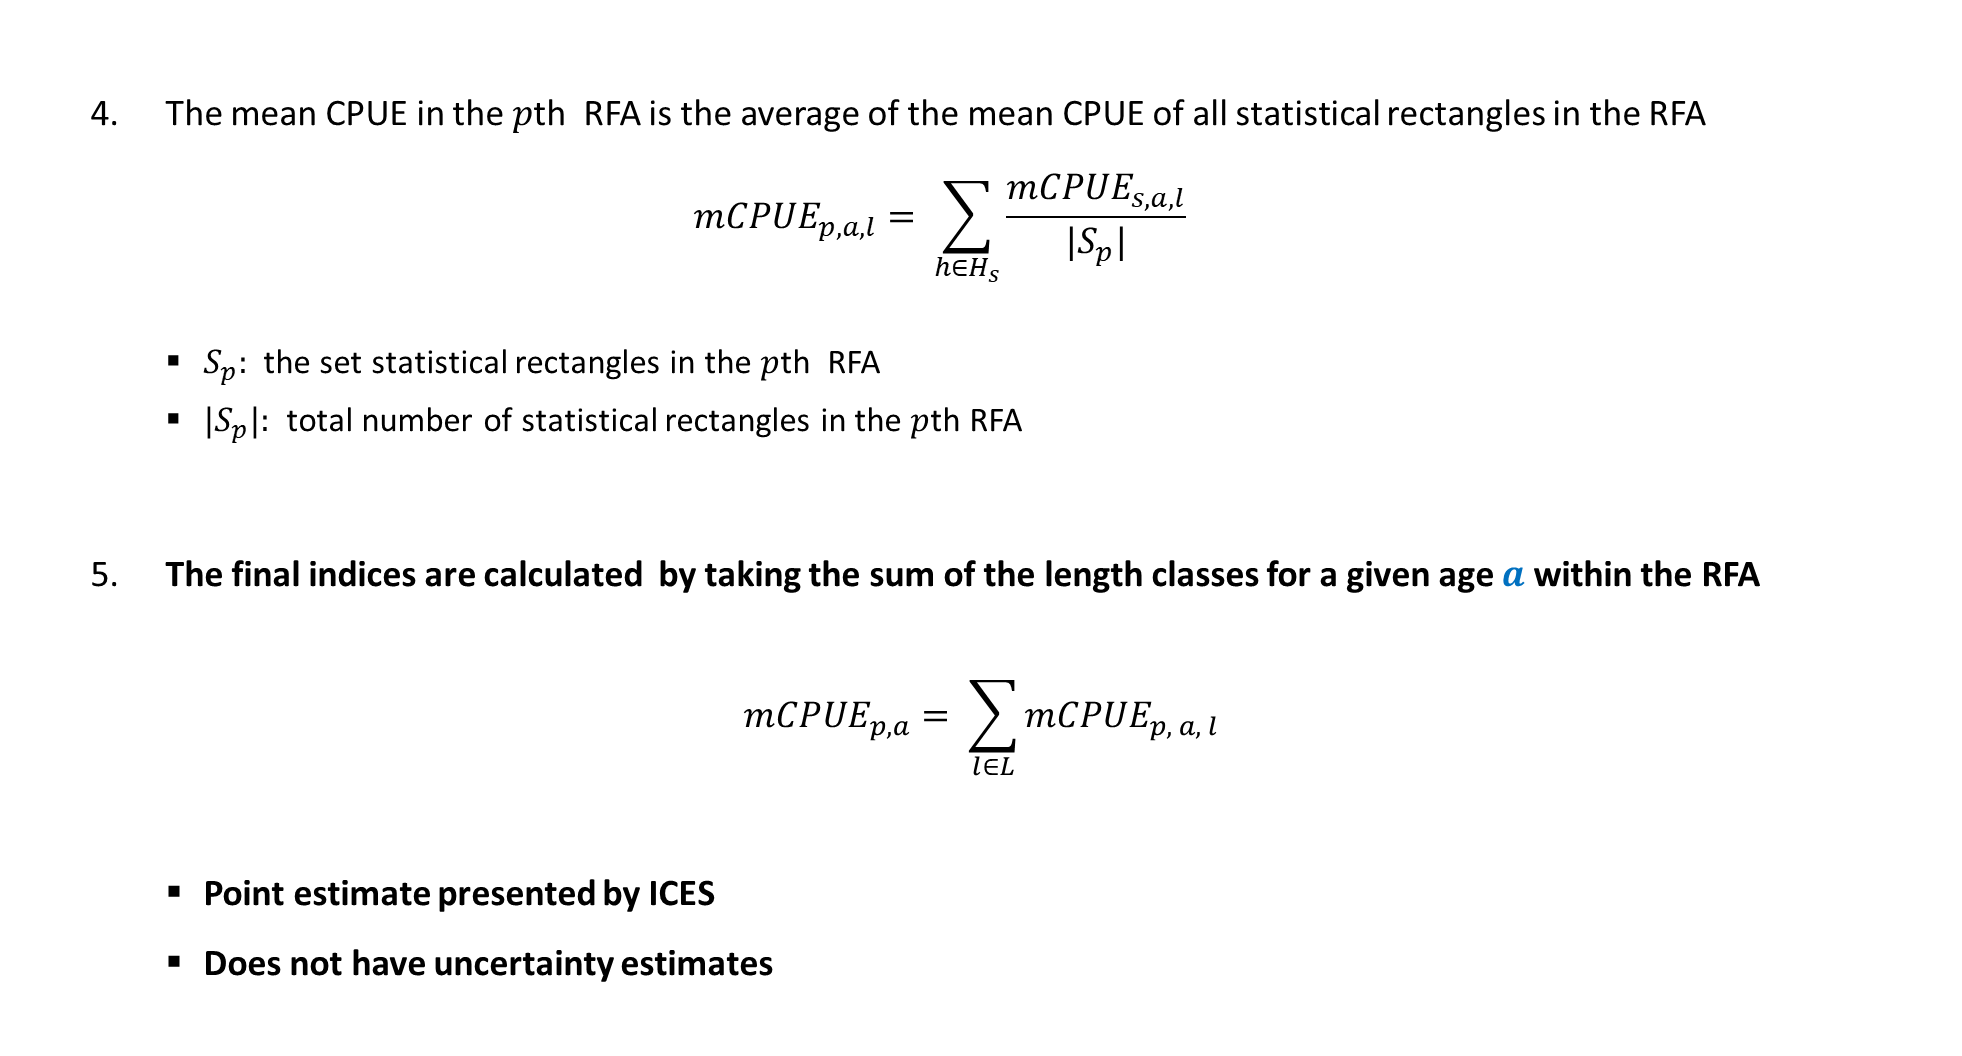 4. The mean CPUE in the pth RFA is the average of the mean CPUE of all statistical rectangles in the RFA
mCPUE_{p,a,l} = \sum_{h∈H_s} \frac{mCPUE_{s,a,l}}{|S_p|}
▪ S_p: the set statistical rectangles in the pth RFA
▪ |S_p|: total number of statistical rectangles in the pth RFA
5. The final indices are calculated by taking the sum of the length classes for a given age a within the RFA
mCPUE_{p,a} = \sum_{l∈L} mCPUE_{p, a, l}
▪ Point estimate presented by ICES
▪ Does not have uncertainty estimates